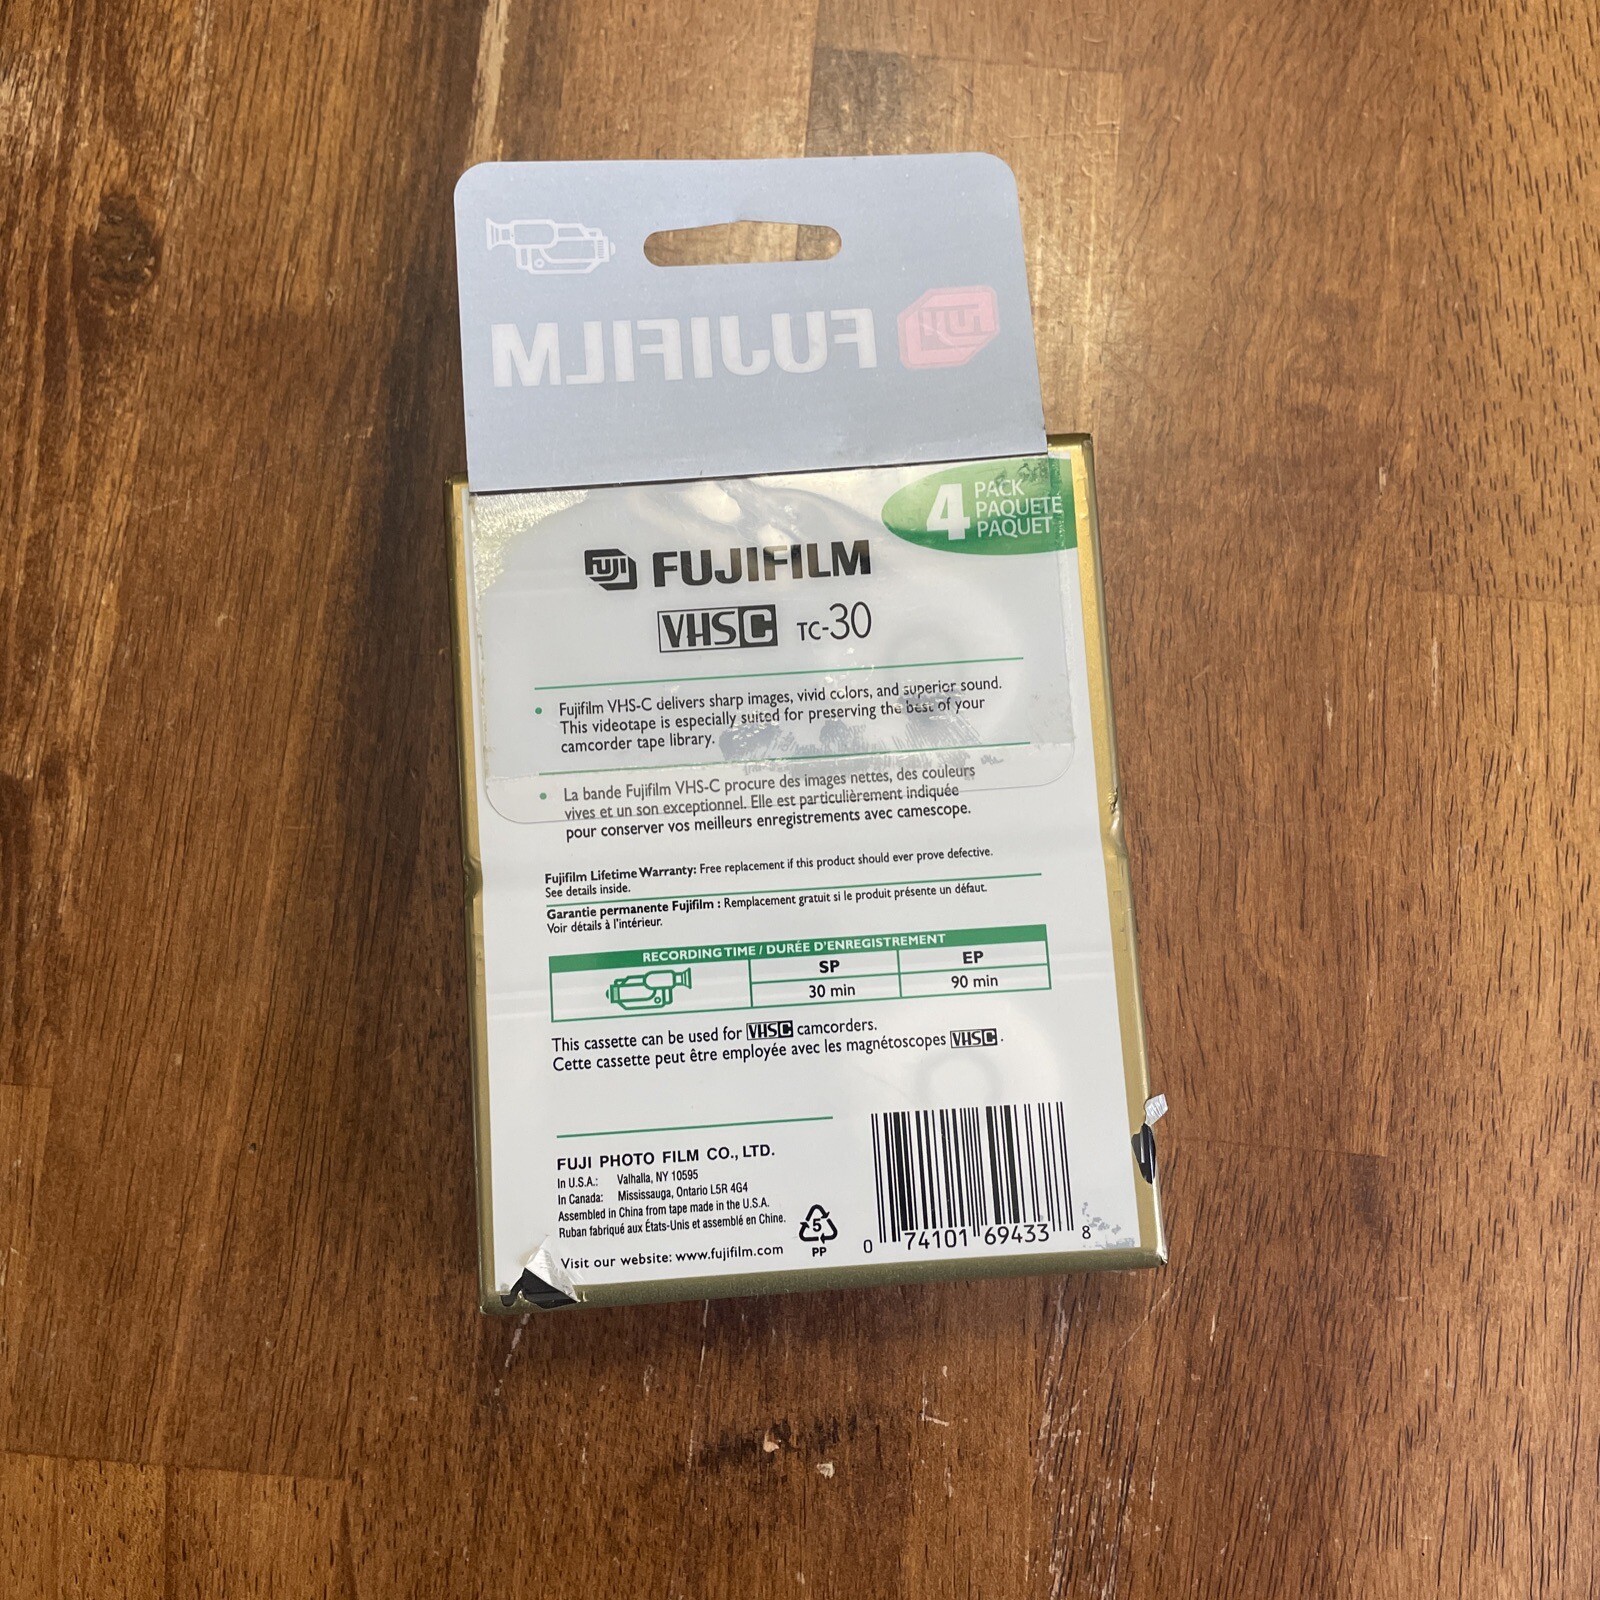 FUJIFILM
FUJI
4 PACK
PAQUETE
PAQUET
FUJI FUJIFILM
VHSC TC-30
• Fujifilm VHS-C delivers sharp images, vivid colors, and superior sound.
This videotape is especially suited for preserving the best of your
camcorder tape library.
• La bande Fujifilm VHS-C procure des images nettes, des couleurs
vives et un son exceptionnel. Elle est particulièrement indiquée
pour conserver vos meilleurs enregistrements avec camescope.
Fujifilm Lifetime Warranty: Free replacement if this product should ever prove defective.
See details inside.
Garantie permanente Fujifilm : Remplacement gratuit si le produit présente un défaut.
Voir détails à l'intérieur.
RECORDING TIME / DURÉE D'ENREGISTREMENT
SP EP
30 min 90 min
This cassette can be used for VHSC camcorders.
Cette cassette peut être employée avec les magnétoscopes VHSC.
FUJI PHOTO FILM CO., LTD.
In U.S.A.: Valhalla, NY 10595
In Canada: Mississauga, Ontario L5R 4G4
Assembled in China from tape made in the U.S.A.
Ruban fabriqué aux États-Unis et assemblé en Chine.
Visit our website: www.fujifilm.com
5
PP
0 74101 69433 8